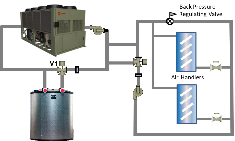 Back Pressure
Regulating Valve
V1
Air Handlers